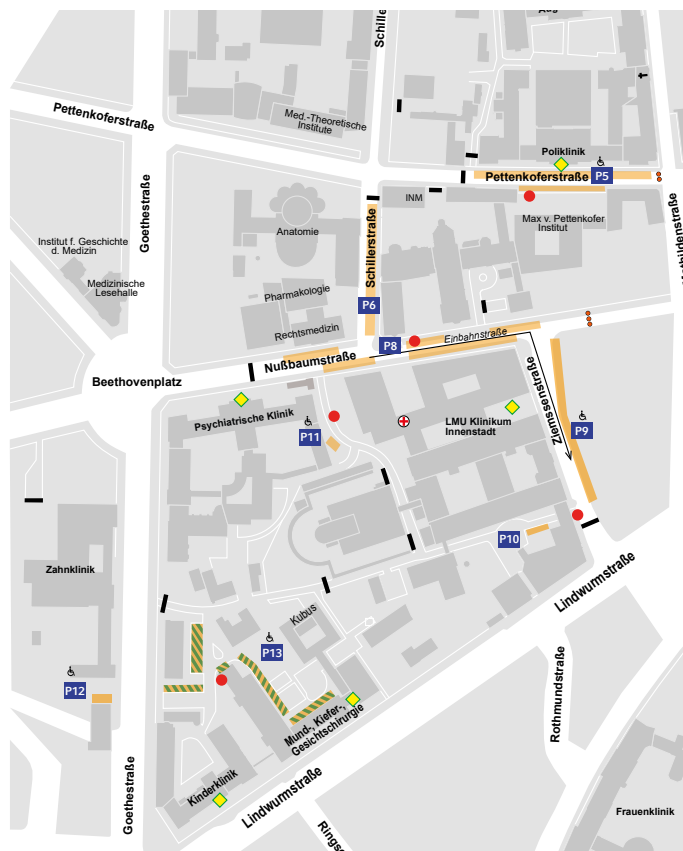 Schiller
Pettenkoferstraße
Med.-Theoretische
Institute
Poliklinik
P5
Pettenkoferstraße
Goethestraße
INM
Max v. Pettenkofer
Institut
Anatomie
Schillerstraße
Institut f. Geschichte
d. Medizin
Medizinische
Lesehalle
Pharmakologie
P6
Rechtsmedizin
Einbahnstraße
P8
Nußbaumstraße
Beethovenplatz
Ziemssenstraße
Psychiatrische Klinik
LMU Klinikum
Innenstadt
P9
P11
P10
Zahnklinik
Lindwurmstraße
Kubus
P13
P12
Rothmundstraße
Mund-, Kiefer-,
Gesichtschirurgie
Kinderklinik
Lindwurmstraße
Goethestraße
Frauenklinik
Ringse